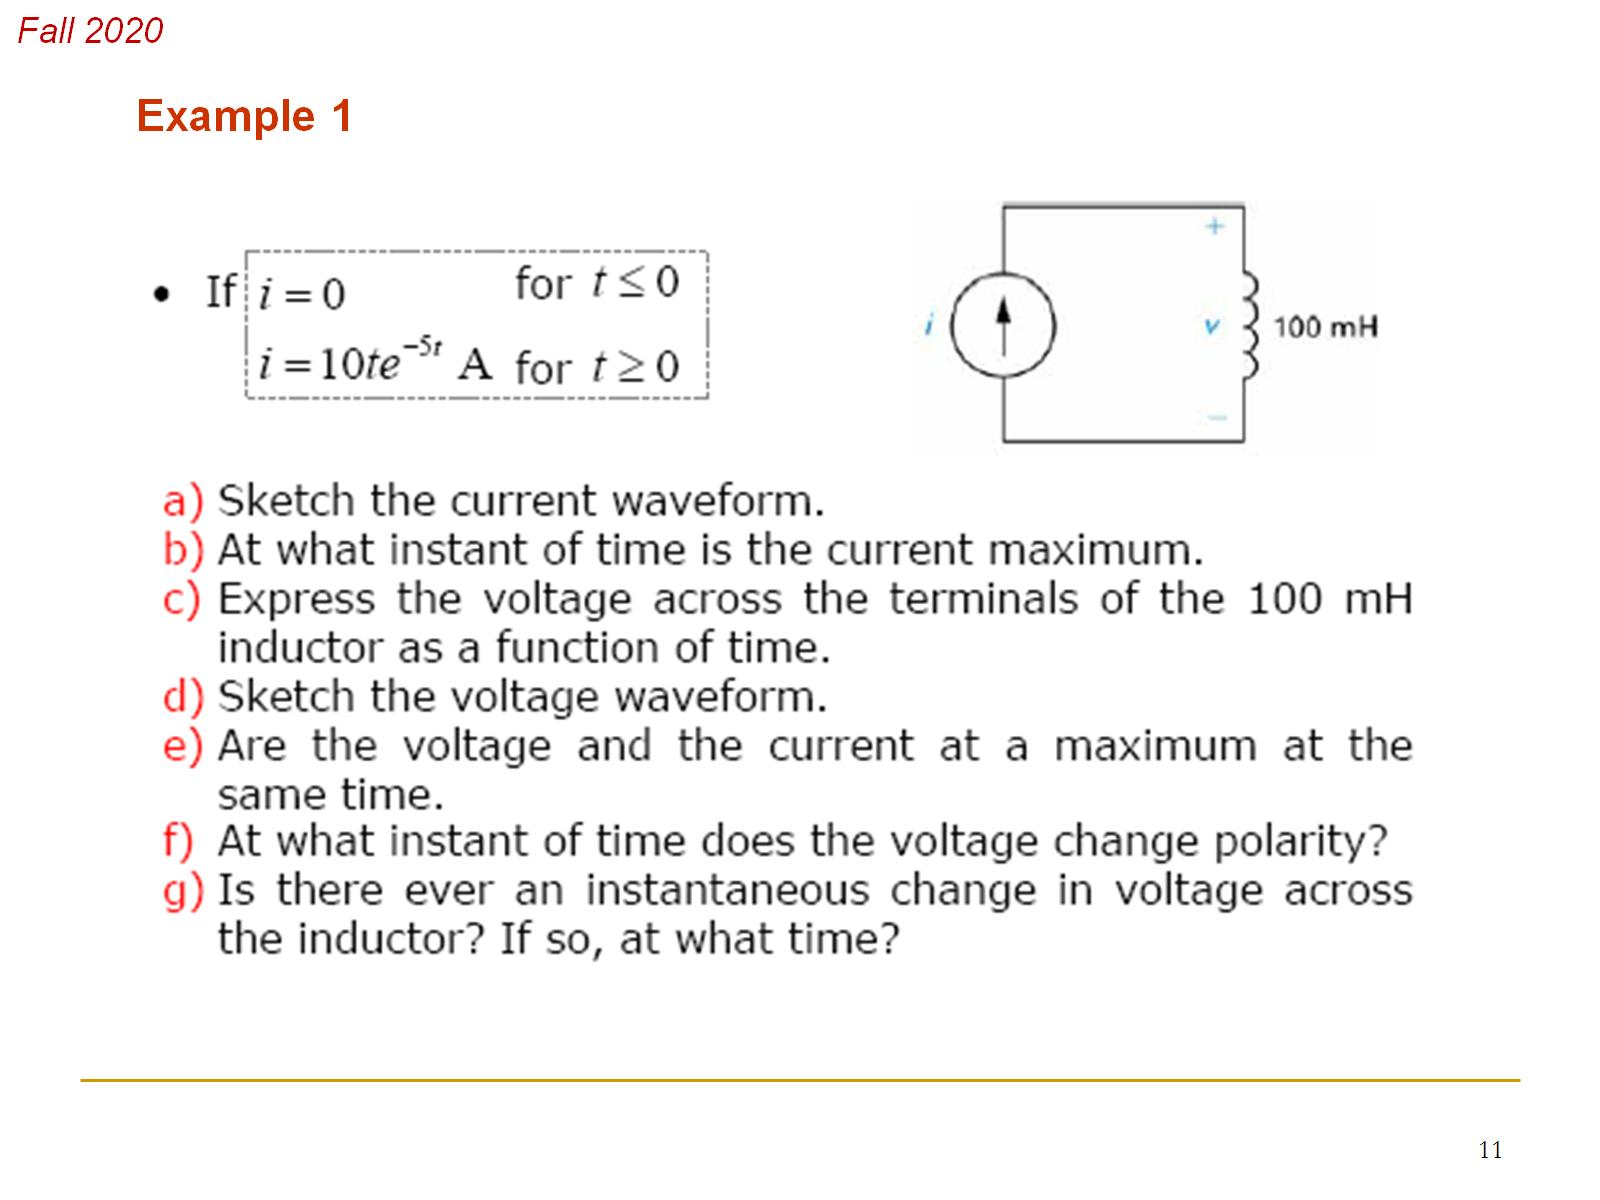 Fall 2020
Example 1
• If i = 0 for t ≤ 0
i = 10te⁻⁵ᵗ A for t ≥ 0
+
i
v
100 mH
−
a) Sketch the current waveform.
b) At what instant of time is the current maximum.
c) Express the voltage across the terminals of the 100 mH
inductor as a function of time.
d) Sketch the voltage waveform.
e) Are the voltage and the current at a maximum at the
same time.
f) At what instant of time does the voltage change polarity?
g) Is there ever an instantaneous change in voltage across
the inductor? If so, at what time?
11